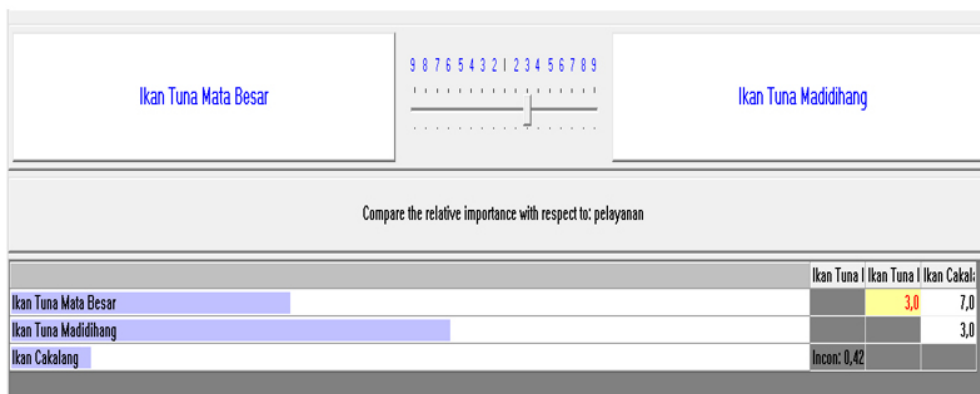 Ikan Tuna Mata Besar
9 8 7 6 5 4 3 2 1 2 3 4 5 6 7 8 9
Ikan Tuna Madidihang
Compare the relative importance with respect to: pelayanan
Ikan Tuna I Ikan Tuna I Ikan Cakala
Ikan Tuna Mata Besar 3,0 7,0
Ikan Tuna Madidihang 3,0
Ikan Cakalang Incon: 0,42